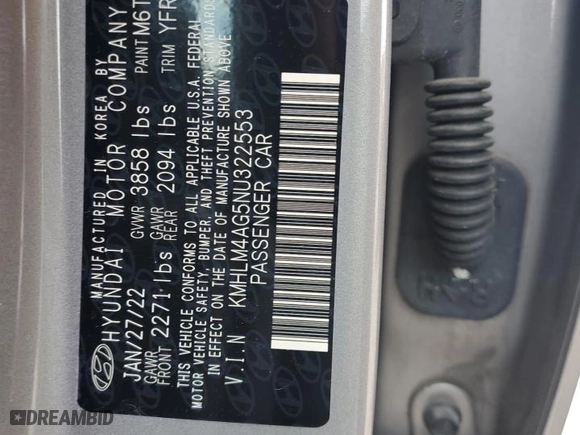 MANUFACTURED IN KOREA BY
HYUNDAI MOTOR COMPANY
JAN/27/22 GVWR 3858 lbs PAINT M6T
GAWR FRONT 2271 lbs GAWR REAR 2094 lbs TRIM YFR
THIS VEHICLE CONFORMS TO ALL APPLICABLE U.S.A. FEDERAL
MOTOR VEHICLE SAFETY, BUMPER, AND THEFT PREVENTION STANDARDS
IN EFFECT ON THE DATE OF MANUFACTURE SHOWN ABOVE
V.I.N KMHLM4AG5NU322553
PASSENGER CAR
DREAMBID